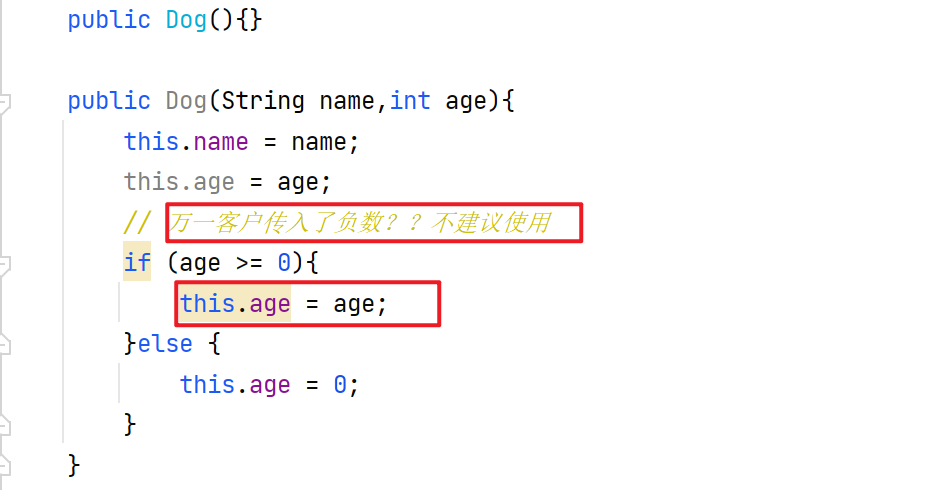 public Dog(){}
public Dog(String name,int age){
this.name = name;
this.age = age;
// 万一客户传入了负数？？不建议使用
if (age >= 0){
this.age = age;
}else {
this.age = 0;
}
}